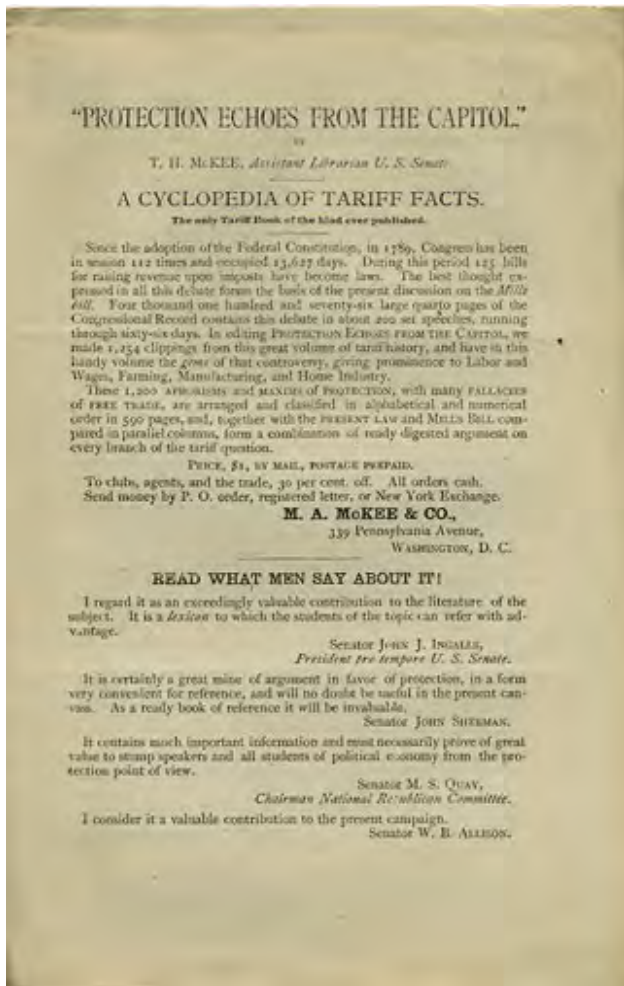 "PROTECTION ECHOES FROM THE CAPITOL."
BY
T. H. McKEE, Assistant Librarian U. S. Senate.
A CYCLOPEDIA OF TARIFF FACTS.
The only Tariff Book of the kind ever published.
Since the adoption of the Federal Constitution, in 1789, Congress has been
in session 112 times and occupied 13,627 days. During this period 125 bills
for raising revenue upon imposts have become laws. The best thought ex-
pressed in all this debate forms the basis of the present discussion on the Mills
bill. Four thousand one hundred and seventy-six large quarto pages of the
Congressional Record contains this debate in about 200 set speeches, running
through sixty-six days. In editing PROTECTION ECHOES FROM THE CAPITOL, we
made 1,254 clippings from this great volume of tariff history, and have in this
handy volume the gems of that controversy, giving prominence to Labor and
Wages, Farming, Manufacturing, and Home Industry.
These 1,200 APHORISMS and MAXIMS of PROTECTION, with many FALLACIES
of FREE TRADE, are arranged and classified in alphabetical and numerical
order in 590 pages, and, together with the PRESENT LAW and MILLS BILL com-
pared in parallel columns, form a combination of ready digested argument on
every branch of the tariff question.
PRICE, $1, BY MAIL, POSTAGE PREPAID.
To clubs, agents, and the trade, 30 per cent. off. All orders cash.
Send money by P. O. order, registered letter, or New York Exchange.
M. A. McKEE & CO.,
339 Pennsylvania Avenue,
WASHINGTON, D. C.
READ WHAT MEN SAY ABOUT IT!
I regard it as an exceedingly valuable contribution to the literature of the
subject. It is a lexicon to which the students of the topic can refer with ad-
vantage.
Senator JOHN J. INGALLS,
President pro tempore U. S. Senate.
It is certainly a great mine of argument in favor of protection, in a form
very convenient for reference, and will no doubt be useful in the present can-
vass. As a ready book of reference it will be invaluable.
Senator JOHN SHERMAN.
It contains much important information and must necessarily prove of great
value to stump speakers and all students of political economy from the pro-
tection point of view.
Senator M. S. QUAY,
Chairman National Republican Committee.
I consider it a valuable contribution to the present campaign.
Senator W. B. ALLISON.